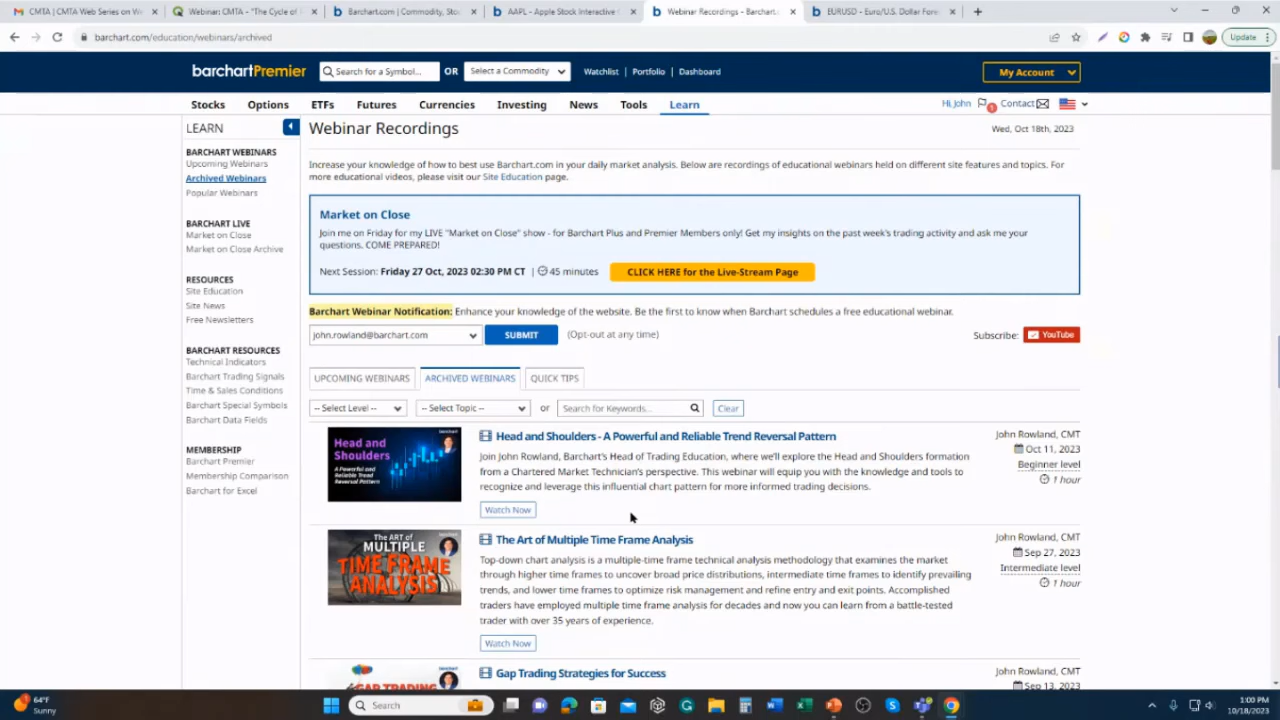 CMTA | CMTA Web Series on W
Webinar: CMTA - "The Cycle of
Barchart.com | Commodity, Stoc
AAPL - Apple Stock Interactive
Webinar Recordings - Barchart.
EURUSD - Euro/U.S. Dollar Fore
barchart.com/education/webinars/archived
Update
barchartPremier
Search for a Symbol...
OR
Select a Commodity
Watchlist | Portfolio | Dashboard
My Account
Stocks Options ETFs Futures Currencies Investing News Tools Learn
Hi John
1
Contact
LEARN
BARCHART WEBINARS
Upcoming Webinars
Archived Webinars
Popular Webinars
BARCHART LIVE
Market on Close
Market on Close Archive
RESOURCES
Site Education
Site News
Free Newsletters
BARCHART RESOURCES
Technical Indicators
Barchart Trading Signals
Time & Sales Conditions
Barchart Special Symbols
Barchart Data Fields
MEMBERSHIP
Barchart Premier
Membership Comparison
Barchart for Excel
Webinar Recordings
Wed, Oct 18th, 2023
Increase your knowledge of how to best use Barchart.com in your daily market analysis. Below are recordings of educational webinars held on different site features and topics. For
more educational videos, please visit our Site Education page.
Market on Close
Join me on Friday for my LIVE "Market on Close" show - for Barchart Plus and Premier Members only! Get my insights on the past week's trading activity and ask me your
questions. COME PREPARED!
Next Session: Friday 27 Oct, 2023 02:30 PM CT | 45 minutes
CLICK HERE for the Live-Stream Page
Barchart Webinar Notification: Enhance your knowledge of the website. Be the first to know when Barchart schedules a free educational webinar.
john.rowland@barchart.com
SUBMIT
(Opt-out at any time)
Subscribe:
YouTube
UPCOMING WEBINARS
ARCHIVED WEBINARS
QUICK TIPS
-- Select Level --
-- Select Topic --
or
Search for Keywords...
Clear
Head and
Shoulders
A Powerful and
Reliable Trend
Reversal Pattern
Head and Shoulders - A Powerful and Reliable Trend Reversal Pattern
Join John Rowland, Barchart's Head of Trading Education, where we'll explore the Head and Shoulders formation
from a Chartered Market Technician's perspective. This webinar will equip you with the knowledge and tools to
recognize and leverage this influential chart pattern for more informed trading decisions.
Watch Now
John Rowland, CMT
Oct 11, 2023
Beginner level
1 hour
The ART of
MULTIPLE
TIME FRAME
ANALYSIS
The Art of Multiple Time Frame Analysis
Top-down chart analysis is a multiple-time frame technical analysis methodology that examines the market
through higher time frames to uncover broad price distributions, intermediate time frames to identify prevailing
trends, and lower time frames to optimize risk management and refine entry and exit points. Accomplished
traders have employed multiple time frame analysis for decades and now you can learn from a battle-tested
trader with over 35 years of experience.
Watch Now
John Rowland, CMT
Sep 27, 2023
Intermediate level
1 hour
GAP TRADING
Gap Trading Strategies for Success
John Rowland, CMT
Sep 13, 2023
64°F
Sunny
Search
1:00 PM
10/18/2023